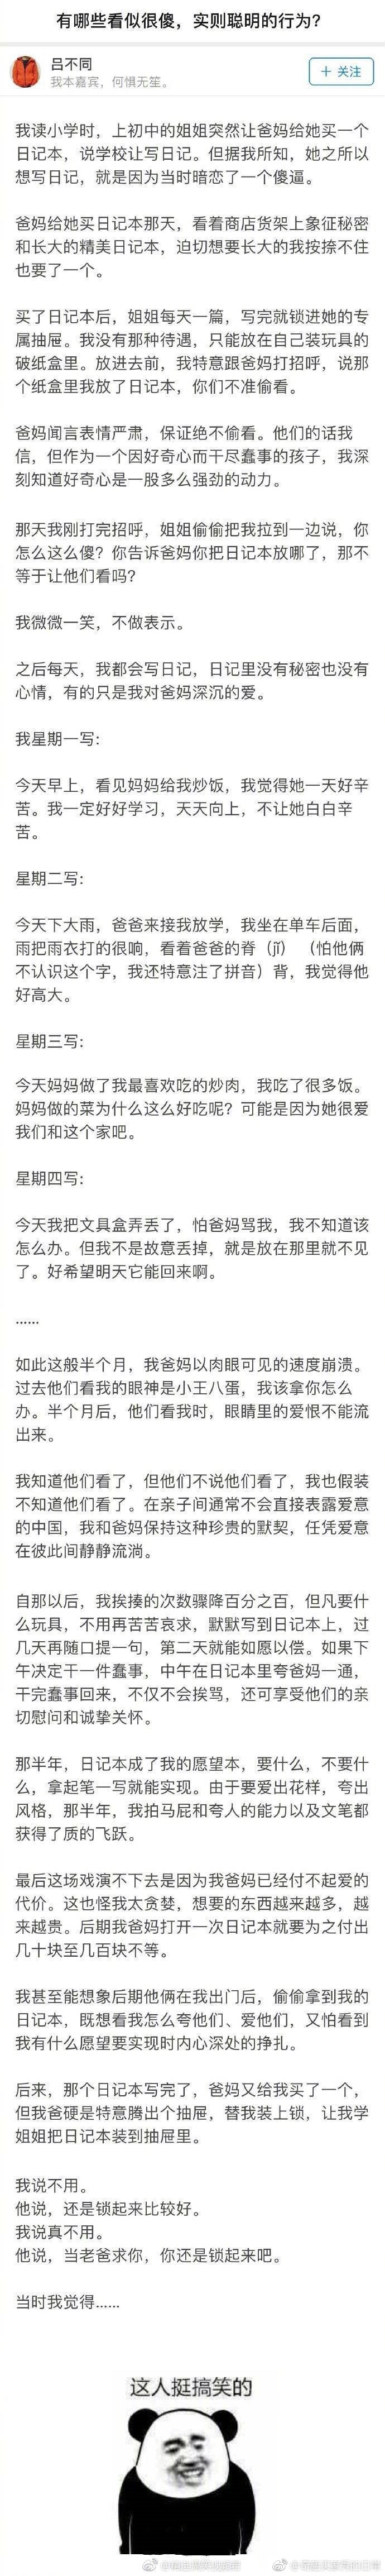 有哪些看似很傻，实则聪明的行为？
吕不同
我本嘉宾，何惧无笙。
+ 关注
我读小学时，上初中的姐姐突然让爸妈给她买一个
日记本，说学校让写日记。但据我所知，她之所以
想写日记，就是因为当时暗恋了一个傻逼。
爸妈给她买日记本那天，看着商店货架上象征秘密
和长大的精美日记本，迫切想要长大的我按捺不住
也要了一个。
买了日记本后，姐姐每天一篇，写完就锁进她的专
属抽屉。我没有那种待遇，只能放在自己装玩具的
破纸盒里。放进去前，我特意跟爸妈打招呼，说那
个纸盒里我放了日记本，你们不准偷看。
爸妈闻言表情严肃，保证绝不偷看。他们的话我
信，但作为一个因好奇心而干尽蠢事的孩子，我深
刻知道好奇心是一股多么强劲的动力。
那天我刚打完招呼，姐姐偷偷把我拉到一边说，你
怎么这么傻？你告诉爸妈你把日记本放哪了，那不
等于让他们看吗？
我微微一笑，不做表示。
之后每天，我都会写日记，日记里没有秘密也没有
心情，有的只是我对爸妈深沉的爱。
我星期一写:
今天早上，看见妈妈给我炒饭，我觉得她一天好辛
苦。我一定好好学习，天天向上，不让她白白辛
苦。
星期二写:
今天下大雨，爸爸来接我放学，我坐在单车后面，
雨把雨衣打的很响，看着爸爸的脊（jǐ）（怕他俩
不认识这个字，我还特意注了拼音）背，我觉得他
好高大。
星期三写:
今天妈妈做了我最喜欢吃的炒肉，我吃了很多饭。
妈妈做的菜为什么这么好吃呢？可能是因为她很爱
我们和这个家吧。
星期四写:
今天我把文具盒弄丢了，怕爸妈骂我，我不知道该
怎么办。但我不是故意丢掉，就是放在那里就不见
了。好希望明天它能回来啊。
......
如此这般半个月，我爸妈以肉眼可见的速度崩溃。
过去他们看我的眼神是小王八蛋，我该拿你怎么
办。半个月后，他们看我时，眼睛里的爱恨不能流
出来。
我知道他们看了，但他们不说他们看了，我也假装
不知道他们看了。在亲子间通常不会直接表露爱意
的中国，我和爸妈保持这种珍贵的默契，任凭爱意
在彼此间静静流淌。
自那以后，我挨揍的次数骤降百分之百，但凡要什
么玩具，不用再苦苦哀求，默默写到日记本上，过
几天再随口提一句，第二天就能如愿以偿。如果下
午决定干一件蠢事，中午在日记本里夸爸妈一通，
干完蠢事回来，不仅不会挨骂，还可享受他们的亲
切慰问和诚挚关怀。
那半年，日记本成了我的愿望本，要什么，不要什
么，拿起笔一写就能实现。由于要爱出花样，夸出
风格，那半年，我拍马屁和夸人的能力以及文笔都
获得了质的飞跃。
最后这场戏演不下去是因为我爸妈已经付不起爱的
代价。这也怪我太贪婪，想要的东西越来越多，越
来越贵。后期我爸妈打开一次日记本就要为之付出
几十块至几百块不等。
我甚至能想象后期他俩在我出门后，偷偷拿到我的
日记本，既想看我怎么夸他们、爱他们，又怕看到
我有什么愿望要实现时内心深处的挣扎。
后来，那个日记本写完了，爸妈又给我买了一个，
但我爸硬是特意腾出个抽屉，替我装上锁，让我学
姐姐把日记本装到抽屉里。
我说不用。
他说，还是锁起来比较好。
我说真不用。
他说，当老爸求你，你还是锁起来吧。
当时我觉得......
这人挺搞笑的